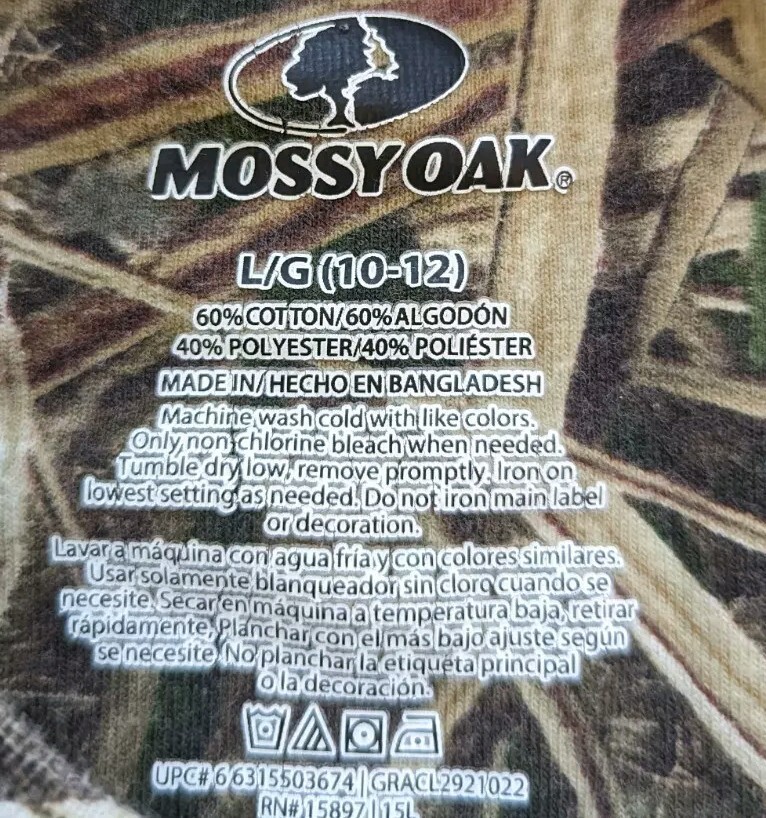 MOSSY OAK®
L/G (10-12)
60% COTTON/60% ALGODÓN
40% POLYESTER/40% POLIÉSTER
MADE IN/HECHO EN BANGLADESH
Machine wash cold with like colors.
Only non-chlorine bleach when needed.
Tumble dry low, remove promptly. Iron on
lowest setting as needed. Do not iron main label
or decoration.
Lavar a máquina con agua fría y con colores similares.
Usar solamente blanqueador sin cloro cuando se
necesite. Secar en máquina a temperatura baja, retirar
rápidamente, Planchar con el más bajo ajuste según
se necesite. No planchar la etiqueta principal
o la decoración.
UPC# 66315503674 | GRACL2921022
RN# 15897 | 15L